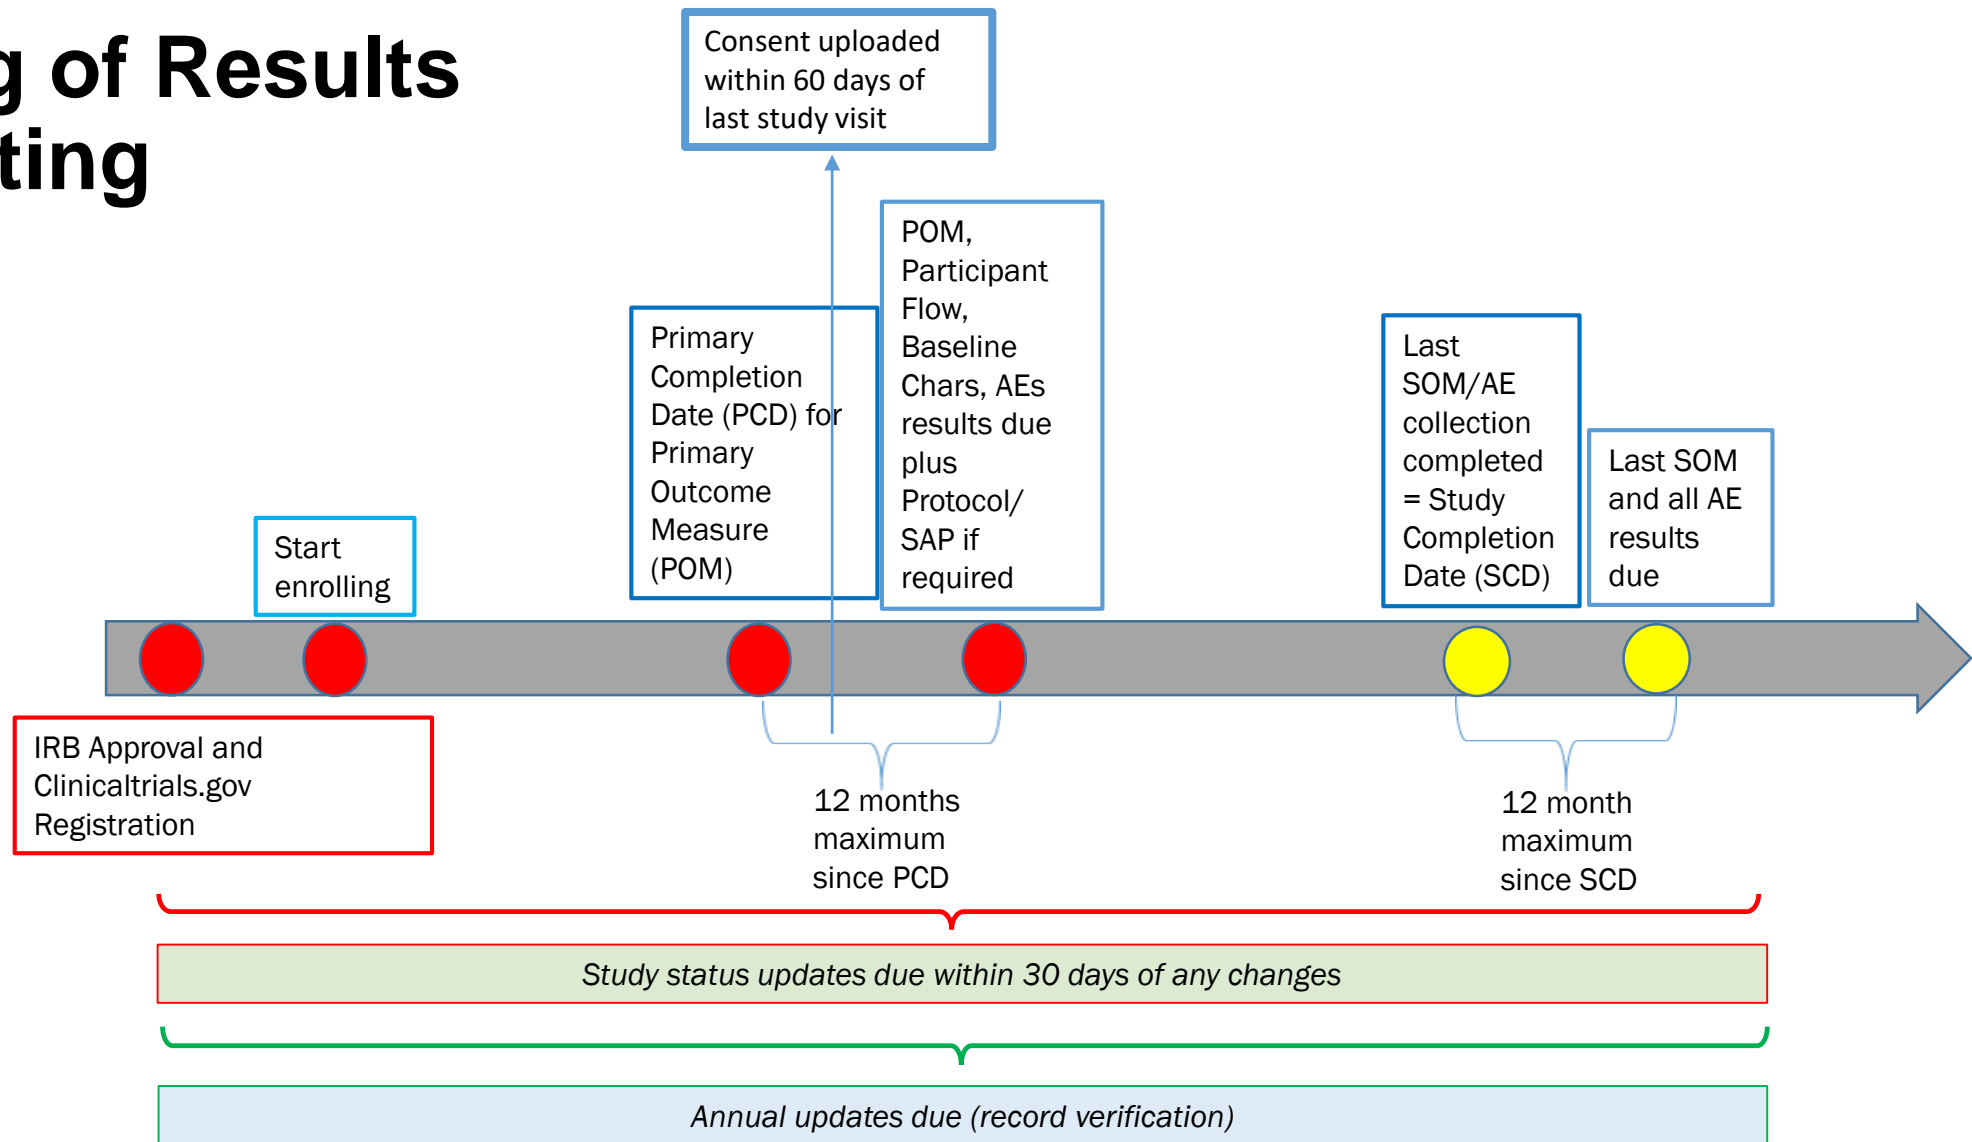 g of Results
ting
Consent uploaded
within 60 days of
last study visit
POM,
Participant
Flow,
Baseline
Chars, AEs
results due
plus
Protocol/
SAP if
required
Primary
Completion
Date (PCD) for
Primary
Outcome
Measure
(POM)
Last
SOM/AE
collection
completed
= Study
Completion
Date (SCD)
Last SOM
and all AE
results
due
Start
enrolling
IRB Approval and
Clinicaltrials.gov
Registration
12 months
maximum
since PCD
12 month
maximum
since SCD
Study status updates due within 30 days of any changes
Annual updates due (record verification)